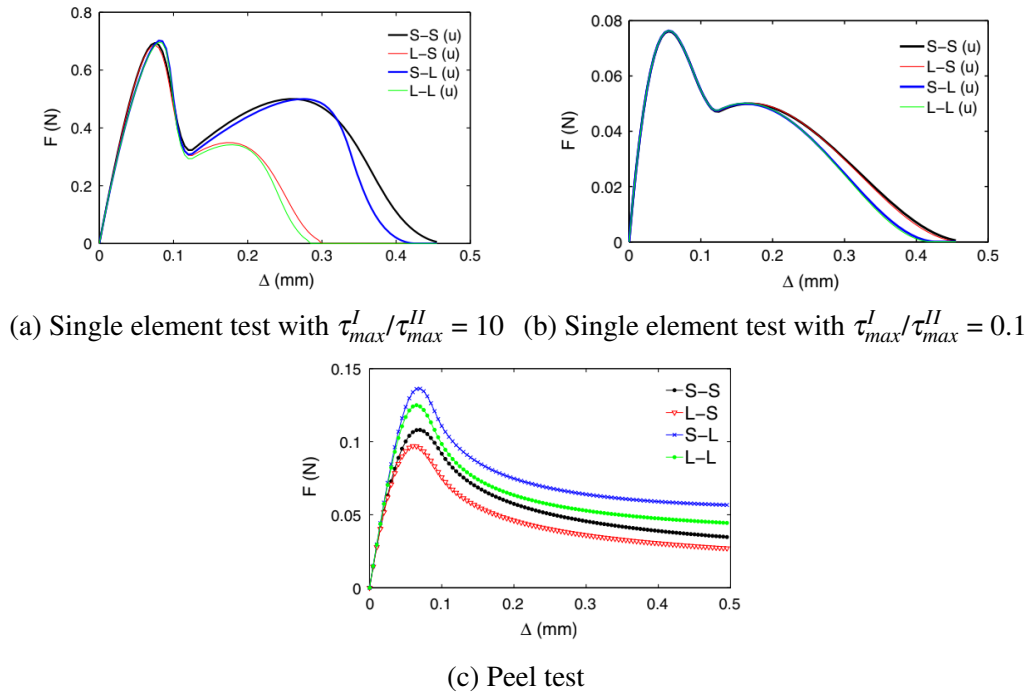 F (N)
0.8
0.6
0.4
0.2
0
0 0.1 0.2 0.3 0.4 0.5
Δ (mm)
S−S (u)
L−S (u)
S−L (u)
L−L (u)
F (N)
0.08
0.06
0.04
0.02
0
0 0.1 0.2 0.3 0.4 0.5
Δ (mm)
S−S (u)
L−S (u)
S−L (u)
L−L (u)
(a) Single element test with τ^I_max/τ^II_max = 10 (b) Single element test with τ^I_max/τ^II_max = 0.1
F (N)
0.15
0.1
0.05
0
0 0.1 0.2 0.3 0.4 0.5
Δ (mm)
S−S
L−S
S−L
L−L
(c) Peel test